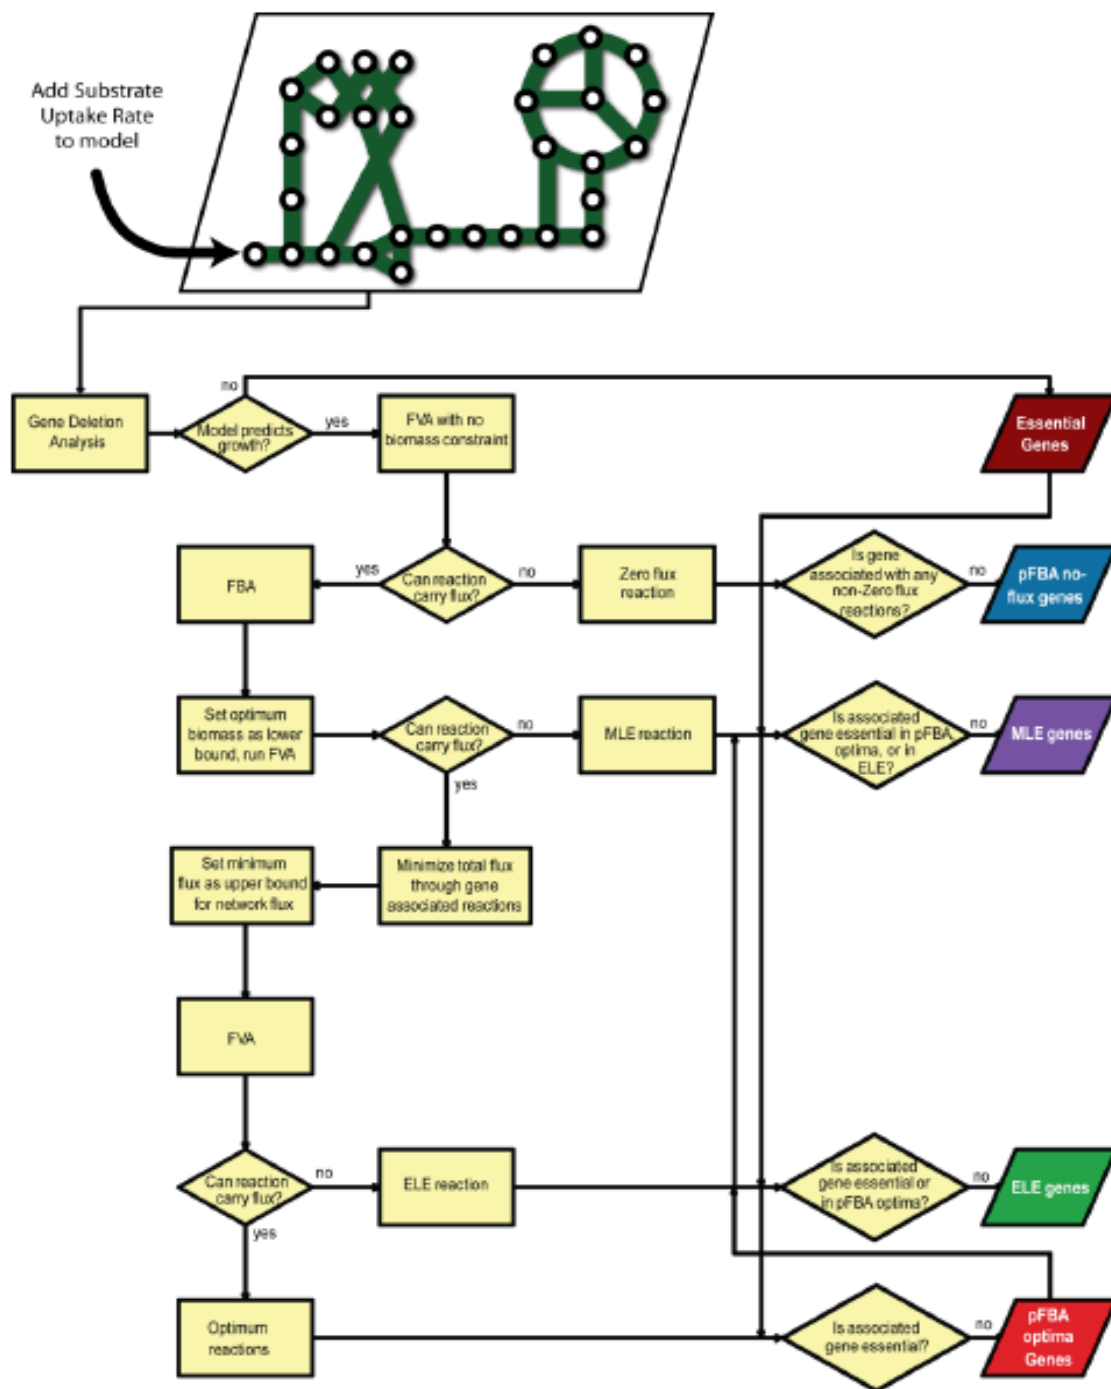 Add Substrate
Uptake Rate
to model
no
Gene Deletion
Analysis
Model predicts
growth?
yes
FVA with no
biomass constraint
Essential
Genes
FBA
yes
Can reaction
carry flux?
no
Zero flux
reaction
Is gene
associated with any
non-Zero flux
reactions?
no
pFBA no-
flux genes
Set optimum
biomass as lower
bound, run FVA
Can reaction
carry flux?
no
MLE reaction
Is associated
gene essential in pFBA
optima, or in
ELE?
no
MLE genes
yes
Set minimum
flux as upper bound
for network flux
Minimize total flux
through gene
associated reactions
FVA
Can reaction
carry flux?
no
ELE reaction
Is associated
gene essential or
in pFBA optima?
no
ELE genes
yes
Optimum
reactions
Is associated
gene essential?
no
pFBA
optima
Genes